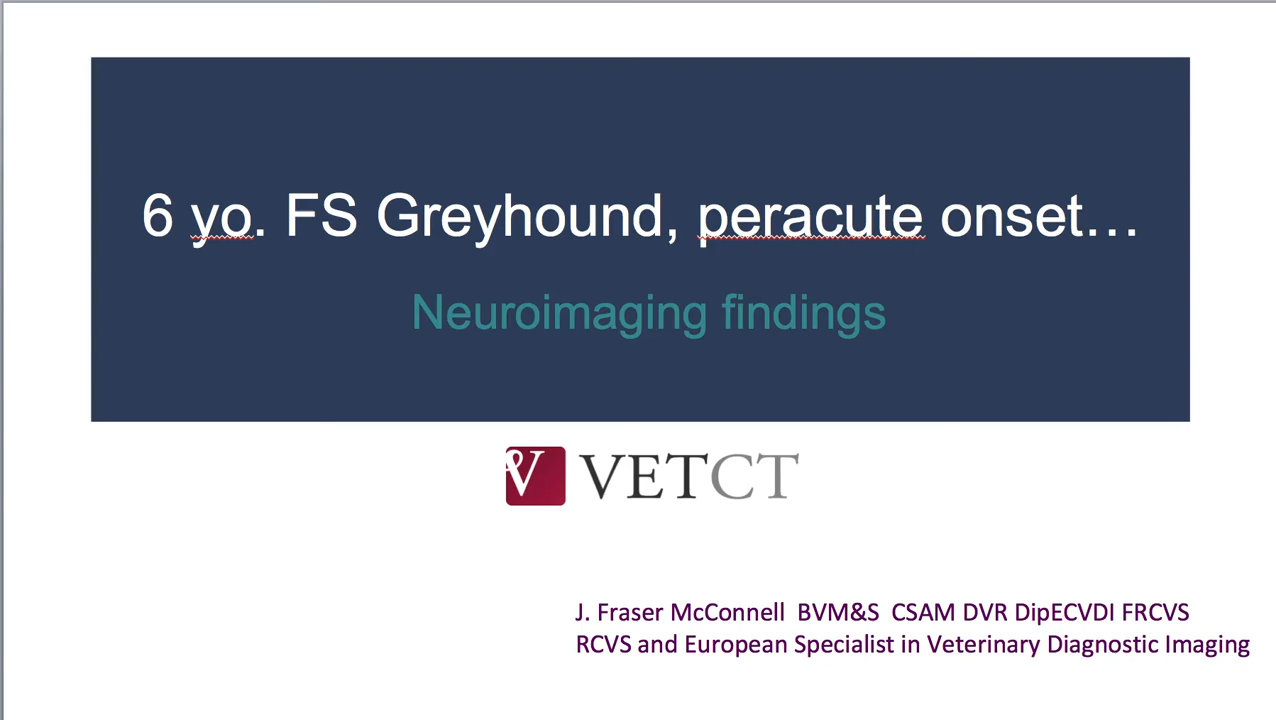 6 yo. FS Greyhound, peracute onset…
Neuroimaging findings
V VETCT
J. Fraser McConnell BVM&S CSAM DVR DipECVDI FRCVS
RCVS and European Specialist in Veterinary Diagnostic Imaging